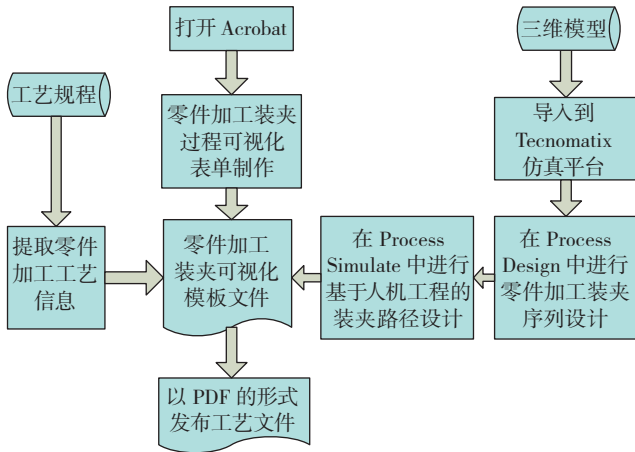 打开 Acrobat
三维模型
工艺规程
零件加工装夹
过程可视化
表单制作
导入到
Tecnomatix
仿真平台
提取零件
加工工艺
信息
零件加工
装夹可视化
模板文件
在 Process
Simulate 中进行
基于人机工程的
装夹路径设计
在 Process
Design 中进行
零件加工装夹
序列设计
以 PDF 的形式
发布工艺文件